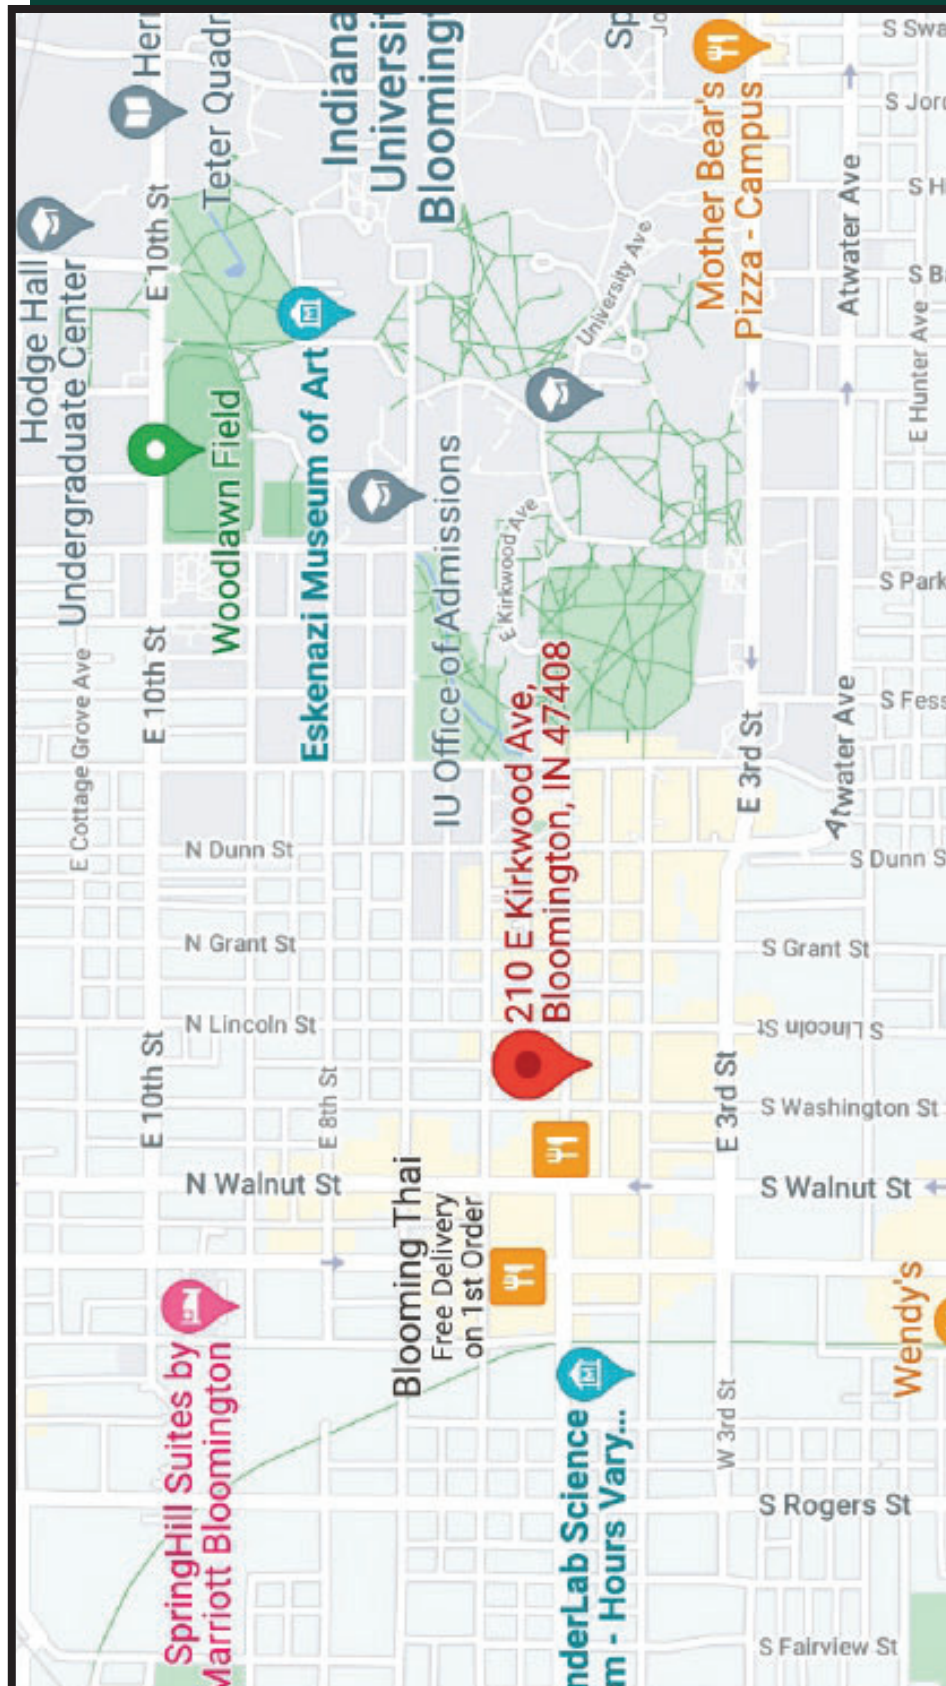 Hodge Hall
Undergraduate Center
E 10th St
Teter Quadr
Indiana
Universit
Blooming
Mother Bear's
Pizza - Campus
S Swa
S Jord
S H
S Ba
Atwater Ave
E Hunter Ave
University Ave
Woodlawn Field
Eskenazi Museum of Art
IU Office of Admissions
E Kirkwood Ave
S Park
S Fess
E Cottage Grove Ave
E 10th St
210 E Kirkwood Ave,
Bloomington, IN 47408
E 3rd St
Atwater Ave
N Dunn St
S Dunn S
N Grant St
S Grant St
N Lincoln St
S Lincoln St
E 10th St
E 8th St
E 3rd St
S Washington St
N Walnut St
S Walnut St
Blooming Thai
Free Delivery
on 1st Order
SpringHill Suites by
Marriott Bloomington
nderLab Science
m - Hours Vary...
Wendy's
W 3rd St
S Rogers St
S Fairview St